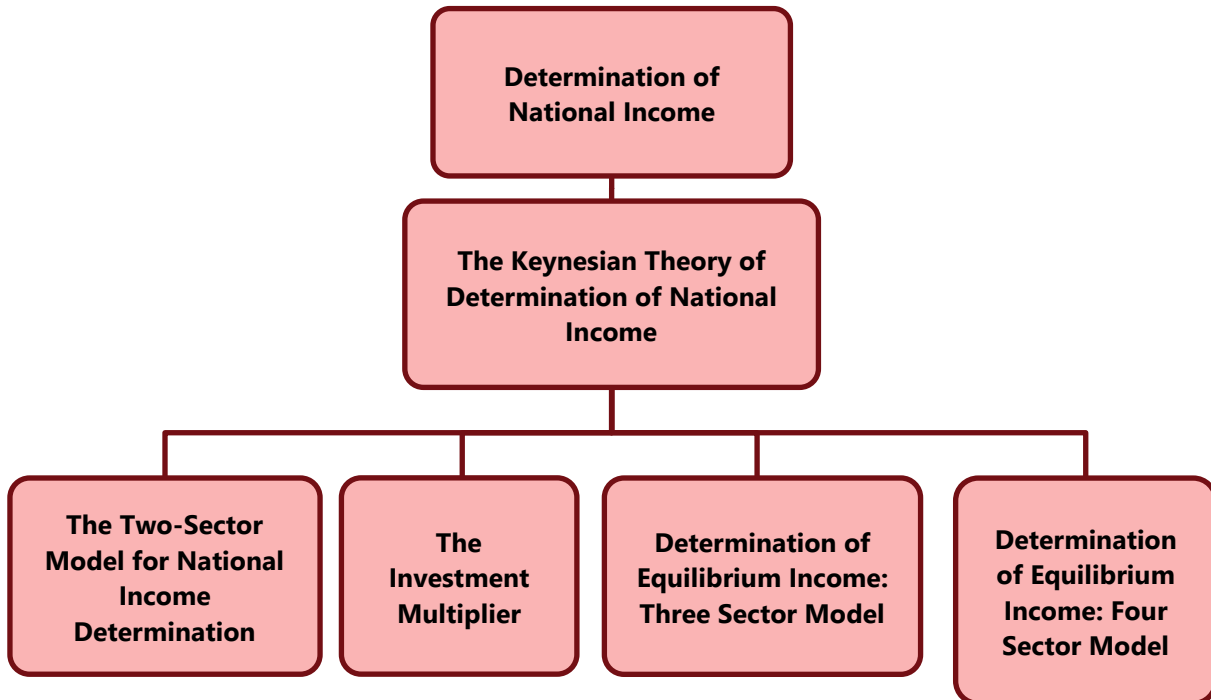 Determination of
National Income
The Keynesian Theory of
Determination of National
Income
The Two-Sector
Model for National
Income
Determination
The
Investment
Multiplier
Determination of
Equilibrium Income:
Three Sector Model
Determination
of Equilibrium
Income: Four
Sector Model